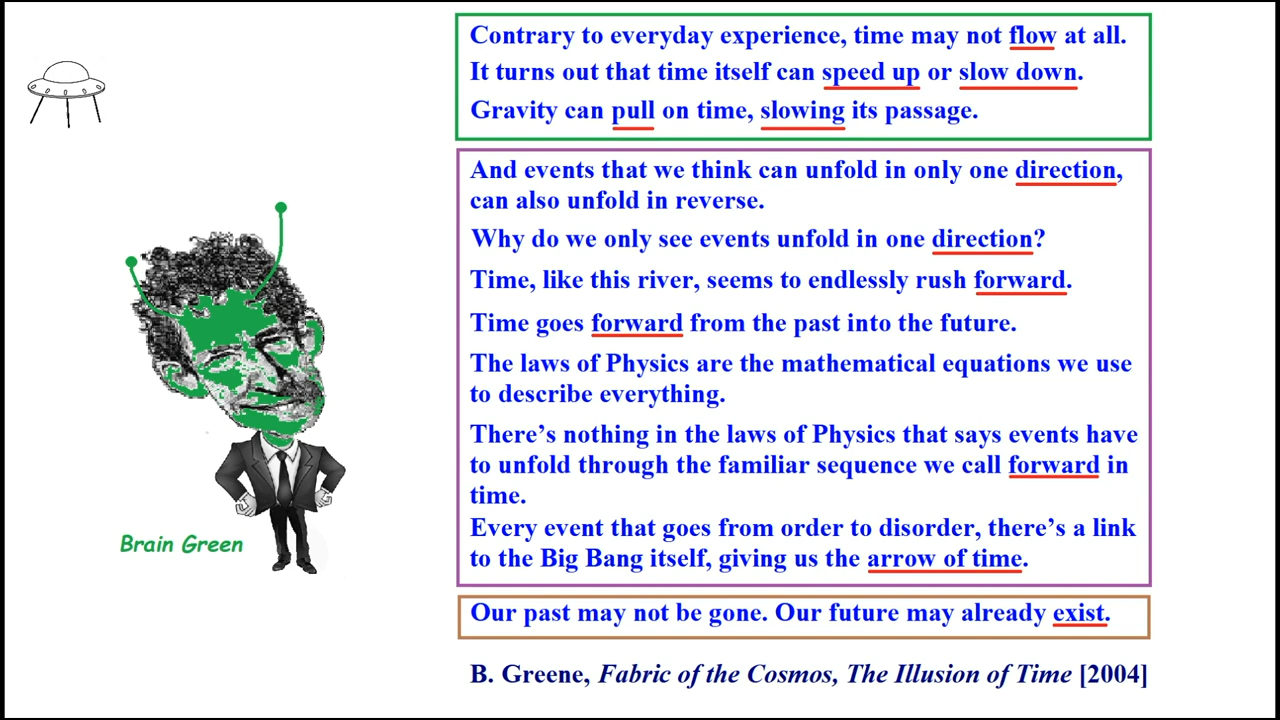 Contrary to everyday experience, time may not flow at all.
It turns out that time itself can speed up or slow down.
Gravity can pull on time, slowing its passage.
And events that we think can unfold in only one direction,
can also unfold in reverse.
Why do we only see events unfold in one direction?
Time, like this river, seems to endlessly rush forward.
Time goes forward from the past into the future.
The laws of Physics are the mathematical equations we use
to describe everything.
There’s nothing in the laws of Physics that says events have
to unfold through the familiar sequence we call forward in
time.
Every event that goes from order to disorder, there’s a link
to the Big Bang itself, giving us the arrow of time.
Our past may not be gone. Our future may already exist.
B. Greene, Fabric of the Cosmos, The Illusion of Time [2004]
Brain Green